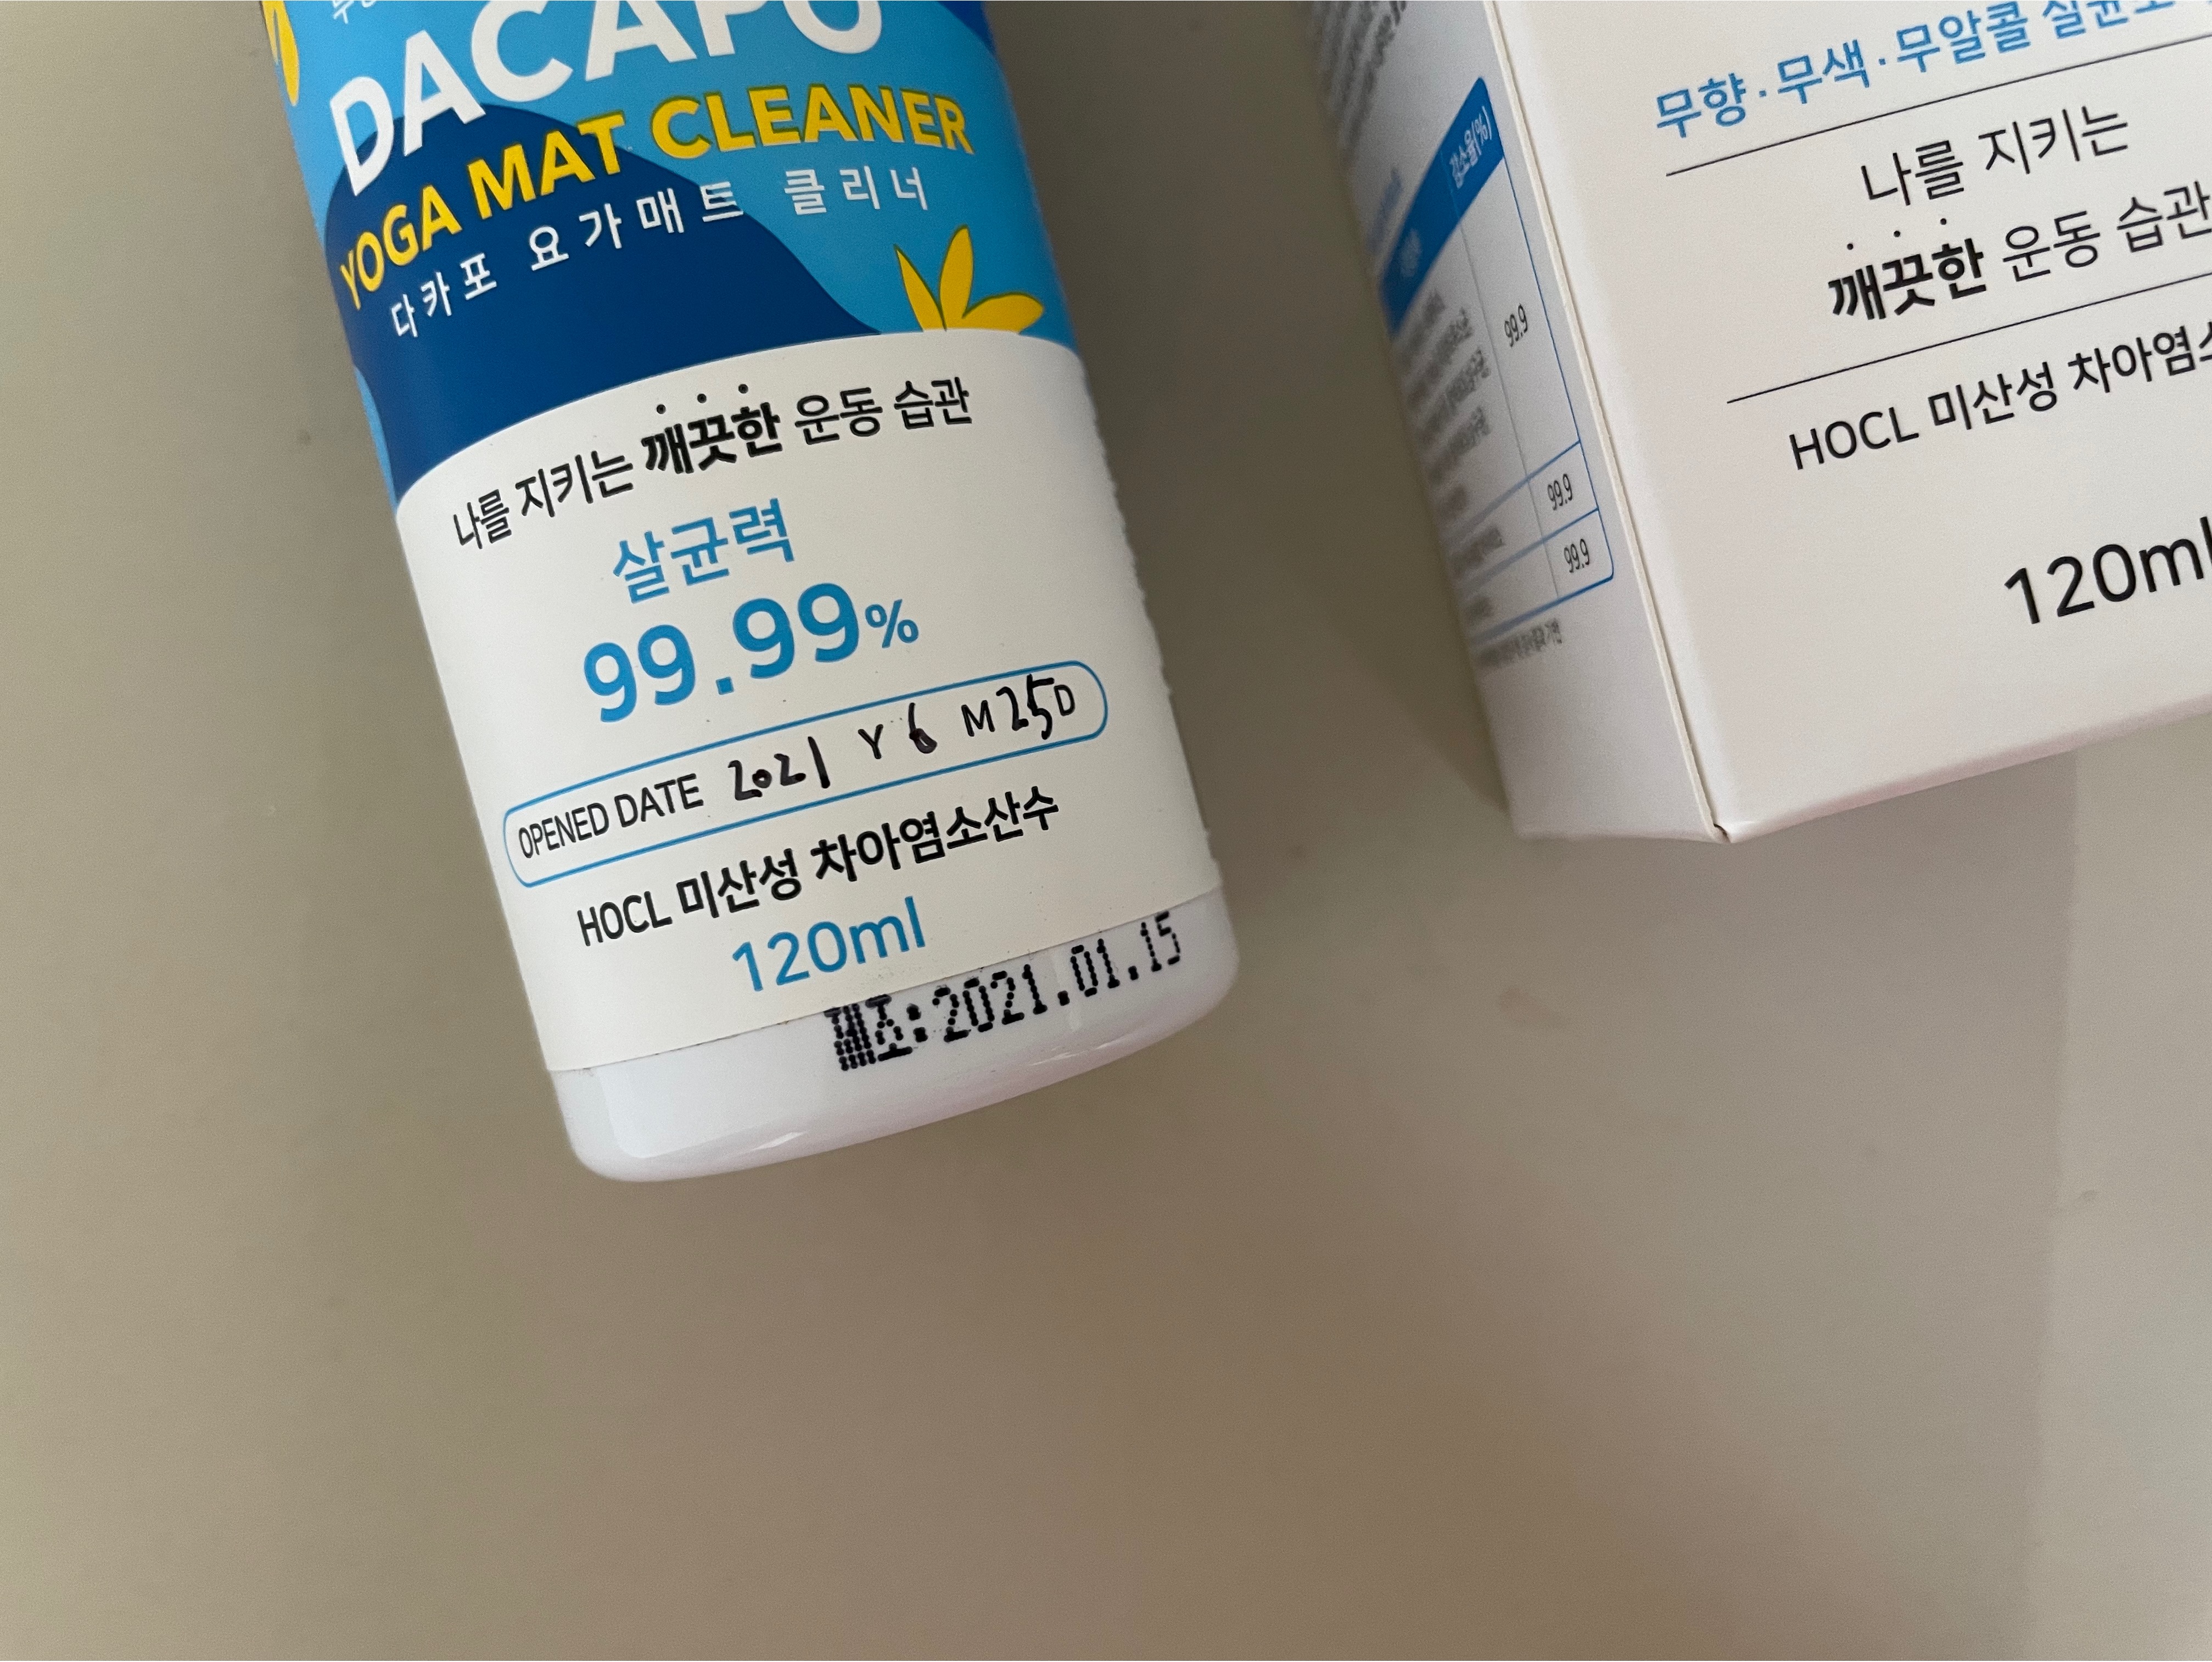 DACAPO
YOGA MAT CLEANER
다카포 요가매트 클리너
나를 지키는 깨끗한 운동 습관
살균력
99.99%
OPENED DATE 2021 Y 6 M 25 D
HOCL 미산성 차아염소산수
120ml
제조:2021.01.15
감소율(%)
99.9
99.9
99.9
무향·무색·무알콜 살균소
나를 지키는
깨끗한 운동 습관
HOCL 미산성 차아염소
120ml